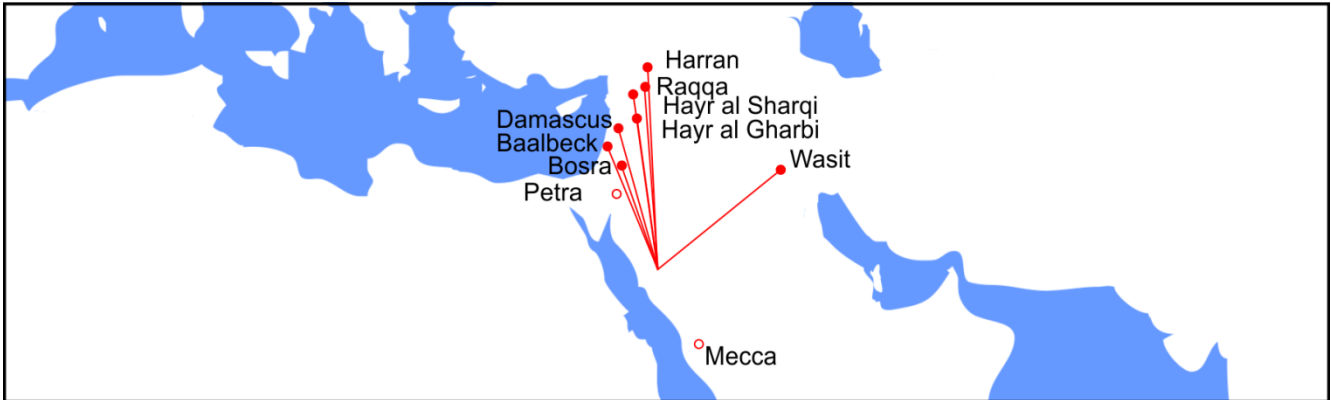 Harran
Raqqa
Hayr al Sharqi
Damascus
Hayr al Gharbi
Baalbeck
Bosra
Wasit
Petra
Mecca